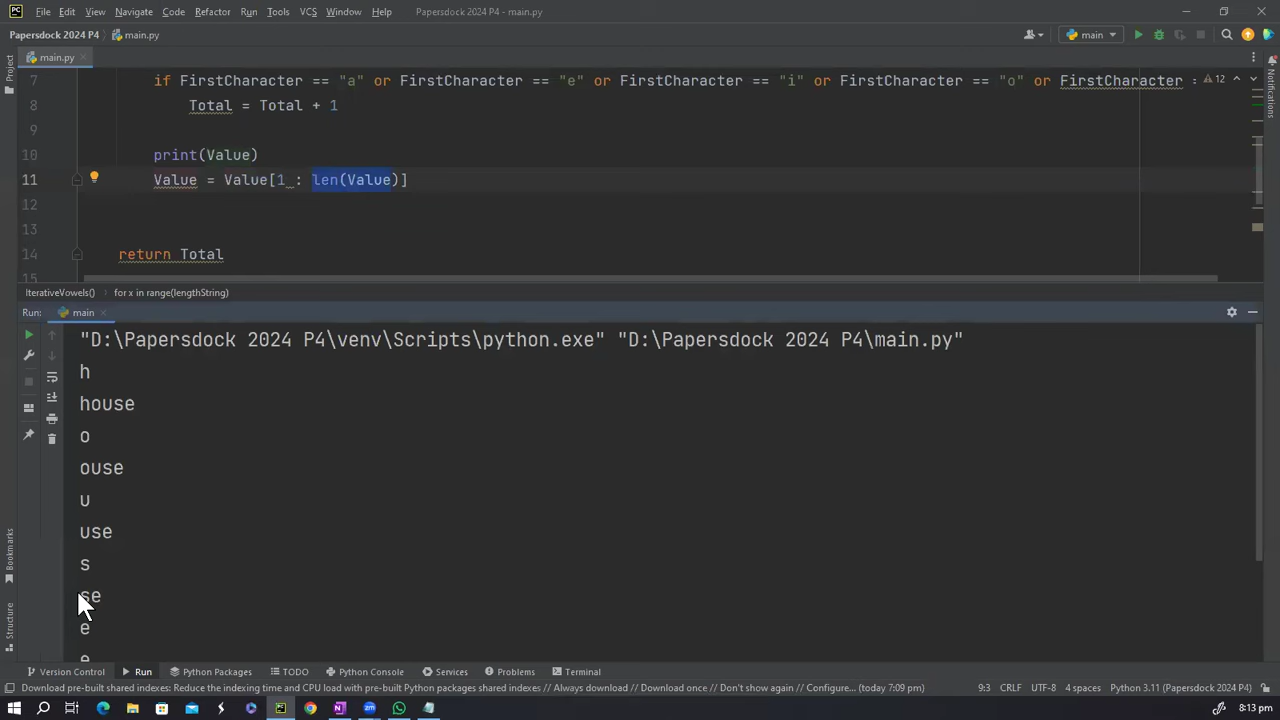 File Edit View Navigate Code Refactor Run Tools VCS Window Help Papersdock 2024 P4 - main.py
Papersdock 2024 P4 main.py main
Project
main.py
Notifications
7 if FirstCharacter == "a" or FirstCharacter == "e" or FirstCharacter == "i" or FirstCharacter == "o" or FirstCharacter = 12
8 Total = Total + 1
9
10 print(Value)
11 Value = Value[1 : len(Value)]
12
13
14 return Total
15
IterativeVowels() for x in range(lengthString)
Run: main
"D:\Papersdock 2024 P4\venv\Scripts\python.exe" "D:\Papersdock 2024 P4\main.py"
h
house
o
ouse
u
use
s
se
e
e
Bookmarks
Structure
Version Control Run Python Packages TODO Python Console Services Problems Terminal
Download pre-built shared indexes: Reduce the indexing time and CPU load with pre-built Python packages shared indexes // Always download // Download once // Don't show again // Configure... (today 7:09 pm) 9:3 CRLF UTF-8 4 spaces Python 3.11 (Papersdock 2024 P4)
8:13 pm